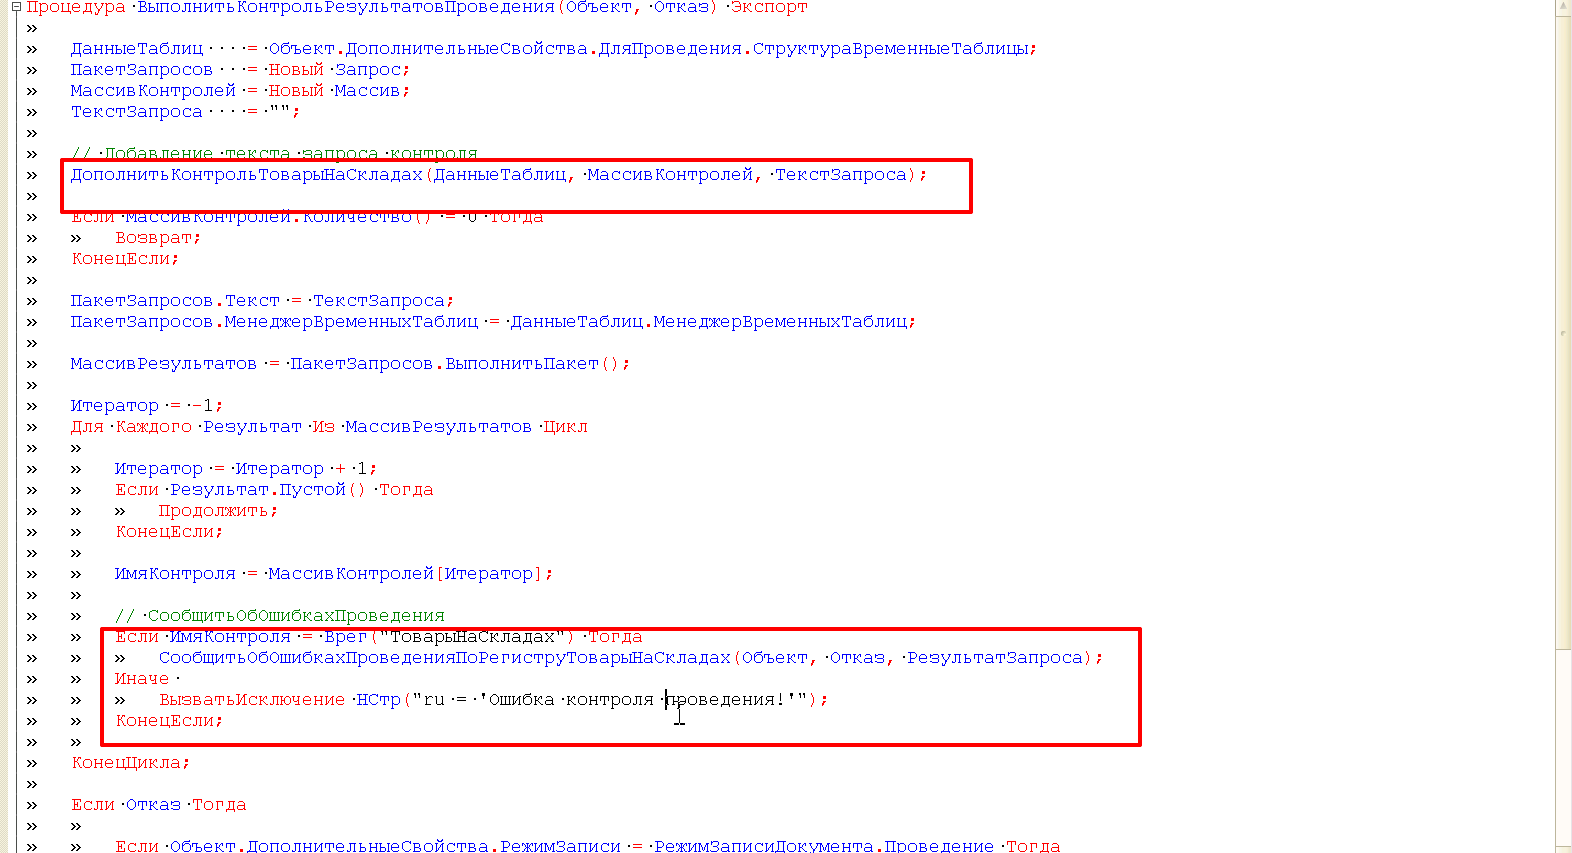 Процедура ВыполнитьКонтрольРезультатовПроведения(Объект, Отказ) Экспорт
ДанныеТаблиц = Объект.ДополнительныеСвойства.ДляПроведения.СтруктураВременныеТаблицы;
ПакетЗапросов = Новый Запрос;
МассивКонтролей = Новый Массив;
ТекстЗапроса = "";
// Добавление текста запроса контроля
ДополнитьКонтрольТоварыНаСкладах(ДанныеТаблиц, МассивКонтролей, ТекстЗапроса);
Если МассивКонтролей.Количество() = 0 Тогда
Возврат;
КонецЕсли;
ПакетЗапросов.Текст = ТекстЗапроса;
ПакетЗапросов.МенеджерВременныхТаблиц = ДанныеТаблиц.МенеджерВременныхТаблиц;
МассивРезультатов = ПакетЗапросов.ВыполнитьПакет();
Итератор = -1;
Для Каждого Результат Из МассивРезультатов Цикл
Итератор = Итератор + 1;
Если Результат.Пустой() Тогда
Продолжить;
КонецЕсли;
ИмяКонтроля = МассивКонтролей[Итератор];
// СообщитьОбОшибкахПроведения
Если ИмяКонтроля = Врег("ТоварыНаСкладах") Тогда
СообщитьОбОшибкахПроведенияПоРегиструТоварыНаСкладах(Объект, Отказ, РезультатЗапроса);
Иначе
ВызватьИсключение НСтр("ru = 'Ошибка контроля проведения!'");
КонецЕсли;
КонецЦикла;
Если Отказ Тогда
Если Объект.ДополнительныеСвойства.РежимЗаписи = РежимЗаписиДокумента.Проведение Тогда